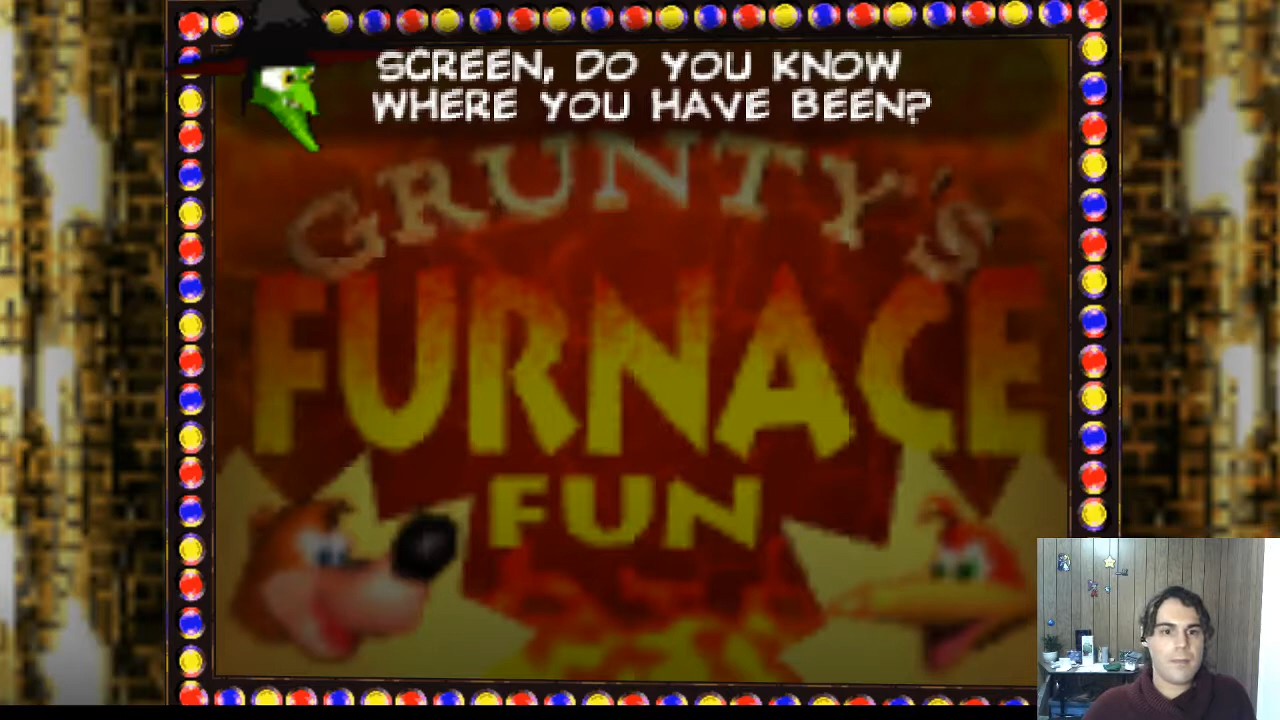 SCREEN, DO YOU KNOW
WHERE YOU HAVE BEEN?
GRUNTY'S
FURNACE
FUN